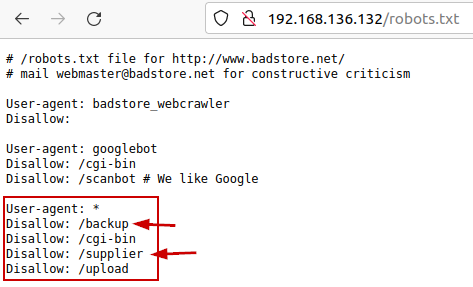 192.168.136.132/robots.txt
# /robots.txt file for http://www.badstore.net/
# mail webmaster@badstore.net for constructive criticism
User-agent: badstore_webcrawler
Disallow:
User-agent: googlebot
Disallow: /cgi-bin
Disallow: /scanbot # We like Google
User-agent: *
Disallow: /backup
Disallow: /cgi-bin
Disallow: /supplier
Disallow: /upload